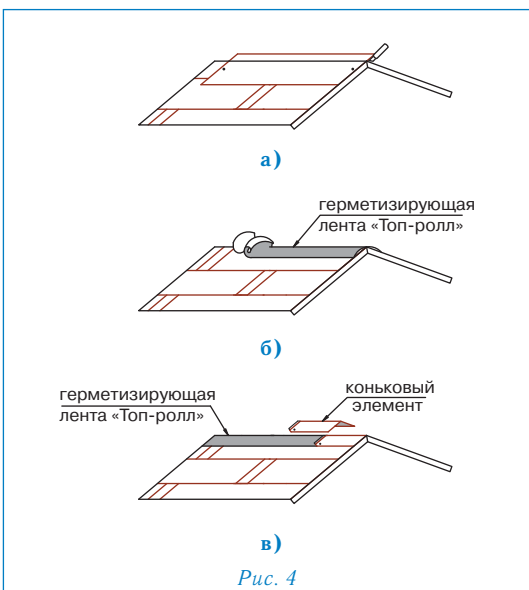 а)
герметизирующая
лента «Топ-ролл»
б)
герметизирующая
лента «Топ-ролл»
коньковый
элемент
в)
Рис. 4